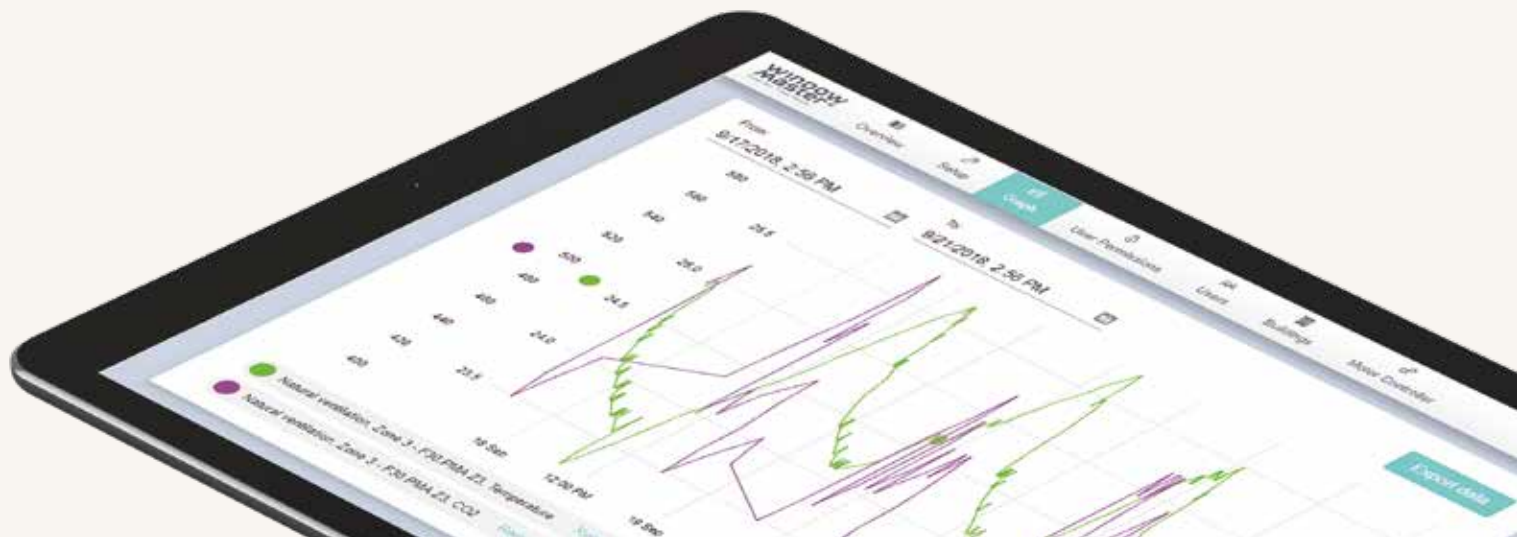 Window
Master
Overview
Setup
Graph
User Permissions
Users
Buildings
Motor Controller
From
9/17/2018, 2:56 PM
To
9/21/2018, 2:56 PM
Export data
580
560
540
520
500
480
460
440
420
400
25.5
25.0
24.5
24.0
23.5
18 Sep
12:00 PM
19 Sep
Natural ventilation, Zone 3 - F30.PMA Z3, Temperature
Natural ventilation, Zone 3 - F30.PMA Z3, CO2